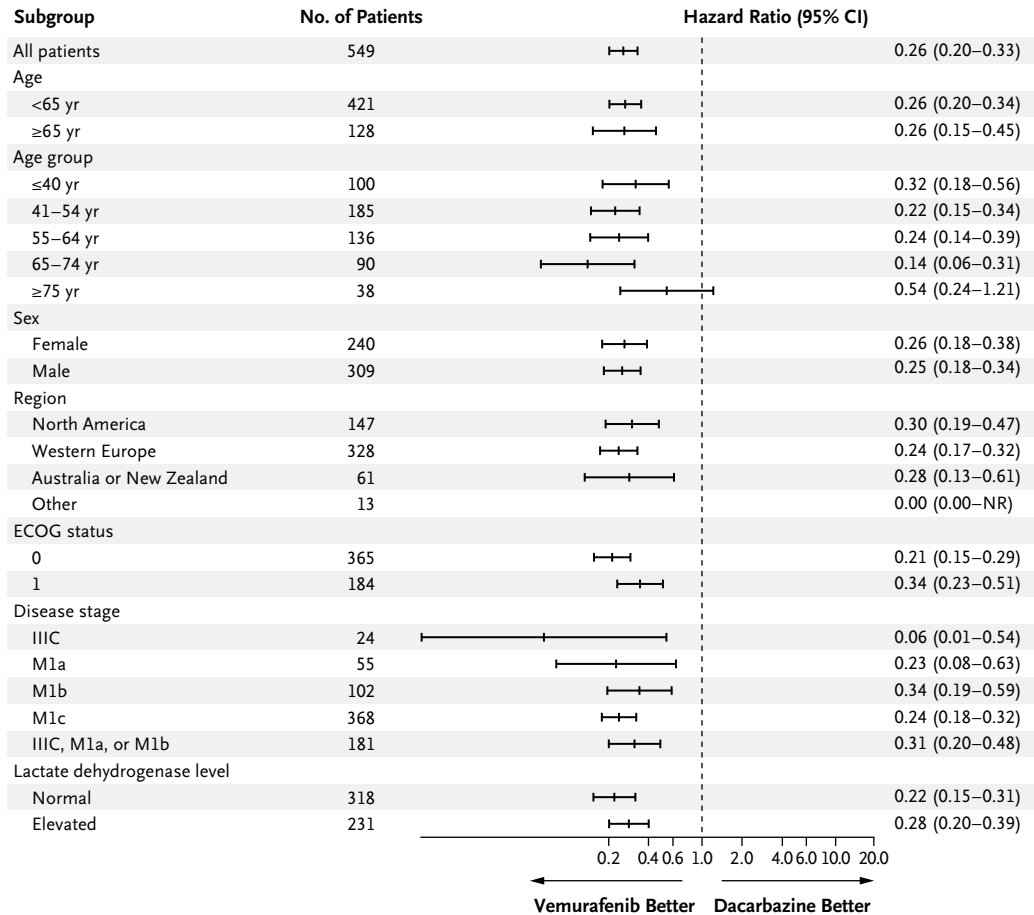 Subgroup No. of Patients Hazard Ratio (95% CI)
All patients 549 0.26 (0.20–0.33)
Age
<65 yr 421 0.26 (0.20–0.34)
≥65 yr 128 0.26 (0.15–0.45)
Age group
≤40 yr 100 0.32 (0.18–0.56)
41–54 yr 185 0.22 (0.15–0.34)
55–64 yr 136 0.24 (0.14–0.39)
65–74 yr 90 0.14 (0.06–0.31)
≥75 yr 38 0.54 (0.24–1.21)
Sex
Female 240 0.26 (0.18–0.38)
Male 309 0.25 (0.18–0.34)
Region
North America 147 0.30 (0.19–0.47)
Western Europe 328 0.24 (0.17–0.32)
Australia or New Zealand 61 0.28 (0.13–0.61)
Other 13 0.00 (0.00–NR)
ECOG status
0 365 0.21 (0.15–0.29)
1 184 0.34 (0.23–0.51)
Disease stage
IIIC 24 0.06 (0.01–0.54)
M1a 55 0.23 (0.08–0.63)
M1b 102 0.34 (0.19–0.59)
M1c 368 0.24 (0.18–0.32)
IIIC, M1a, or M1b 181 0.31 (0.20–0.48)
Lactate dehydrogenase level
Normal 318 0.22 (0.15–0.31)
Elevated 231 0.28 (0.20–0.39)
0.2 0.4 0.6 1.0 2.0 4.0 6.0 10.0 20.0
Vemurafenib Better Dacarbazine Better